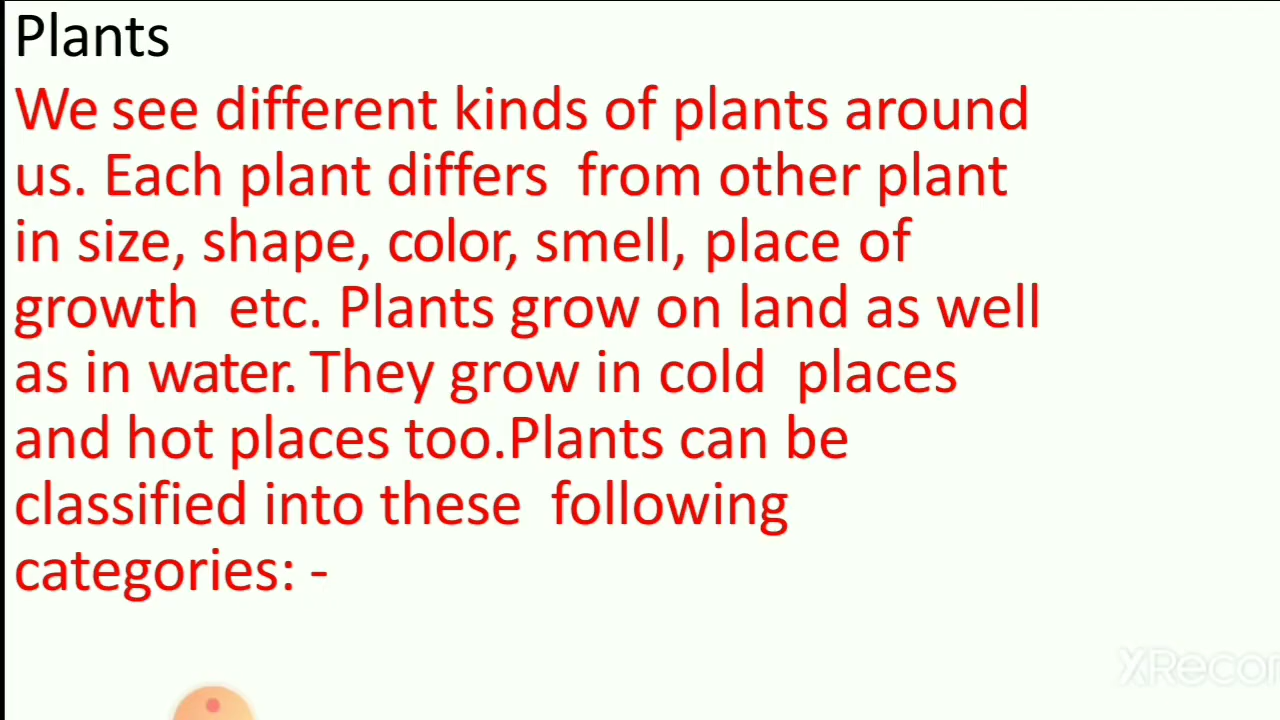 Plants
We see different kinds of plants around
us. Each plant differs  from other plant
in size, shape, color, smell, place of
growth  etc. Plants grow on land as well
as in water. They grow in cold  places
and hot places too.Plants can be
classified into these  following
categories: -
XRecor